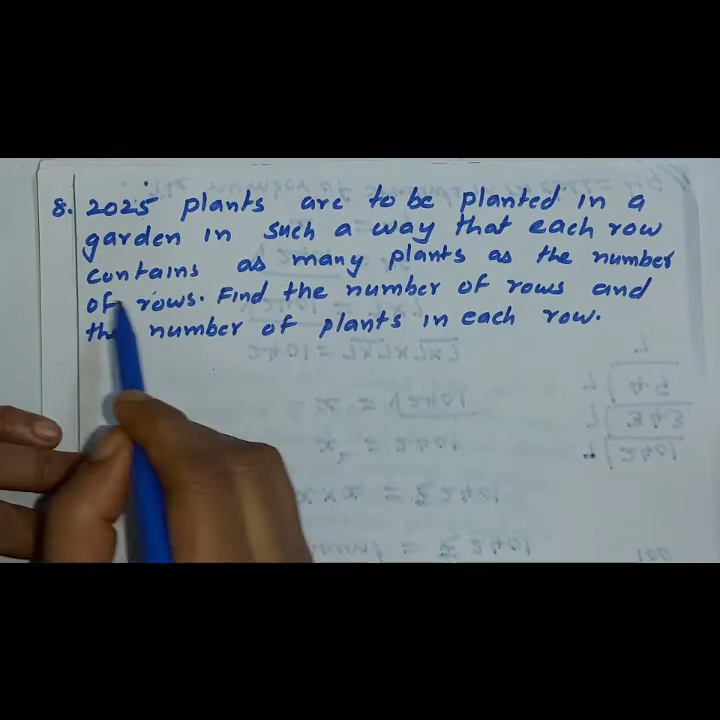 8. 2025 plants are to be planted in a
garden in such a way that each row
contains as many plants as the number
of rows. Find the number of rows and
the number of plants in each row.